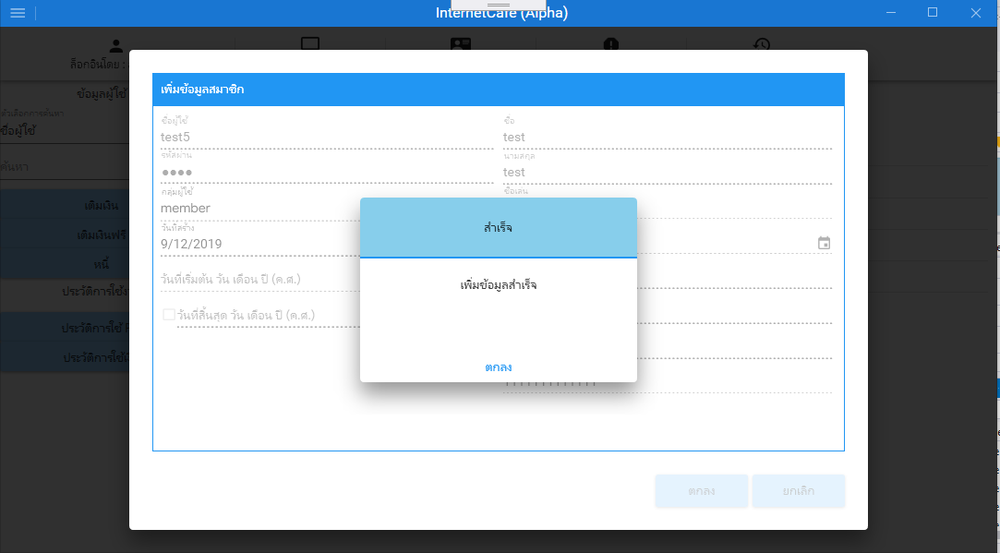 InternetCafe (Alpha)
ล็อกอินโดย :
ข้อมูลผู้ใช้
ตัวเลือกการค้นหา
ชื่อผู้ใช้
ค้นหา
เติมเงิน
เติมเงินฟรี
หนี้
ประวัติการใช้ง
ประวัติการใช้
ประวัติการใช้
เพิ่มข้อมูลสมาชิก
ชื่อผู้ใช้
test5
รหัสผ่าน
กลุ่มผู้ใช้
member
วันที่สร้าง
9/12/2019
วันที่เริ่มต้น วัน เดือน ปี (ค.ศ.)
วันที่สิ้นสุด วัน เดือน ปี (ค.ศ.)
ชื่อ
test
นามสกุล
test
ชื่อเล่น
สำเร็จ
เพิ่มข้อมูลสำเร็จ
ตกลง
ตกลง
ยกเลิก